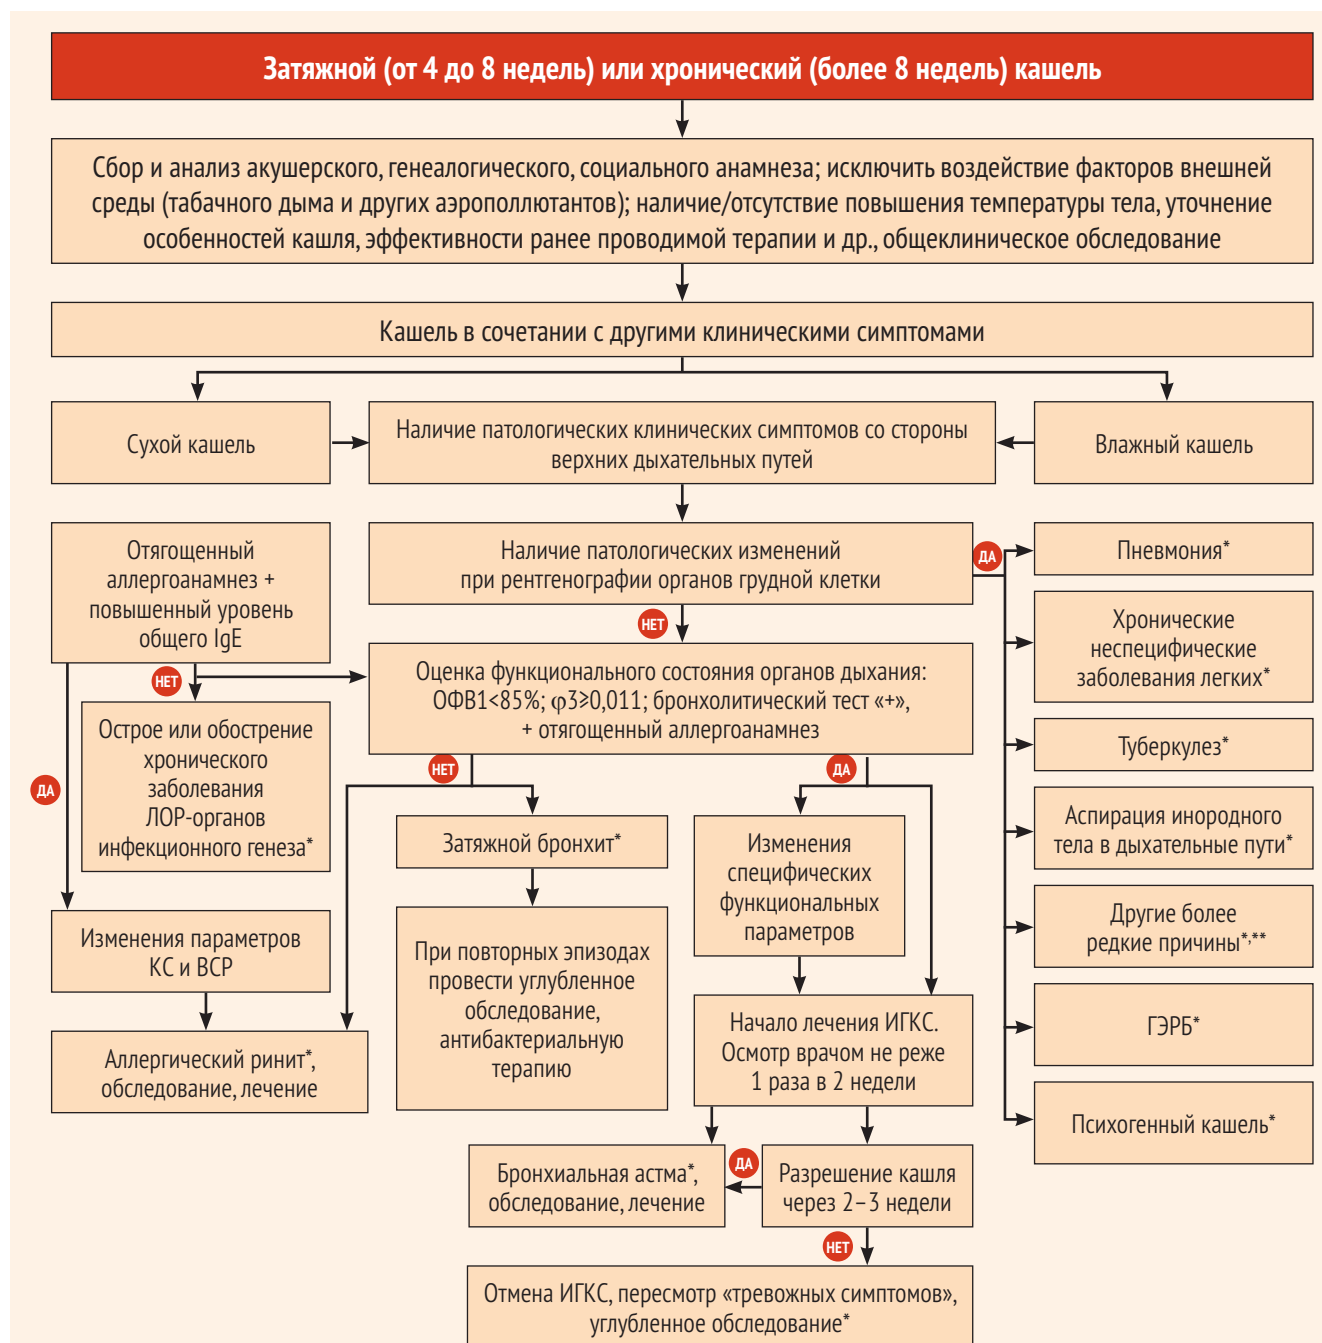 Затяжной (от 4 до 8 недель) или хронический (более 8 недель) кашель
Сбор и анализ акушерского, генеалогического, социального анамнеза; исключить воздействие факторов внешней
среды (табачного дыма и других аэрополлютантов); наличие/отсутствие повышения температуры тела, уточнение
особенностей кашля, эффективности ранее проводимой терапии и др., общеклиническое обследование
Кашель в сочетании с другими клиническими симптомами
Сухой кашель
Наличие патологических клинических симптомов со стороны
верхних дыхательных путей
Влажный кашель
Отягощенный
аллергоанамнез +
повышенный уровень
общего IgE
Наличие патологических изменений
при рентгенографии органов грудной клетки
ДА
Пневмония*
Хронические
неспецифические
заболевания легких*
НЕТ
НЕТ
Оценка функционального состояния органов дыхания:
ОФВ1<85%; φ3⩾0,011; бронхолитический тест «+»,
+ отягощенный аллергоанамнез
Туберкулез*
Острое или обострение
хронического
заболевания
ЛОР-органов
инфекционного генеза*
ДА
НЕТ
ДА
Аспирация инородного
тела в дыхательные пути*
Затяжной бронхит*
Изменения
специфических
функциональных
параметров
Другие более
редкие причины*,**
Изменения параметров
КС и ВСР
При повторных эпизодах
провести углубленное
обследование,
антибактериальную
терапию
Начало лечения ИГКС.
Осмотр врачом не реже
1 раза в 2 недели
ГЭРБ*
Аллергический ринит*,
обследование, лечение
Психогенный кашель*
Бронхиальная астма*,
обследование, лечение
ДА
Разрешение кашля
через 2–3 недели
НЕТ
Отмена ИГКС, пересмотр «тревожных симптомов»,
углубленное обследование*